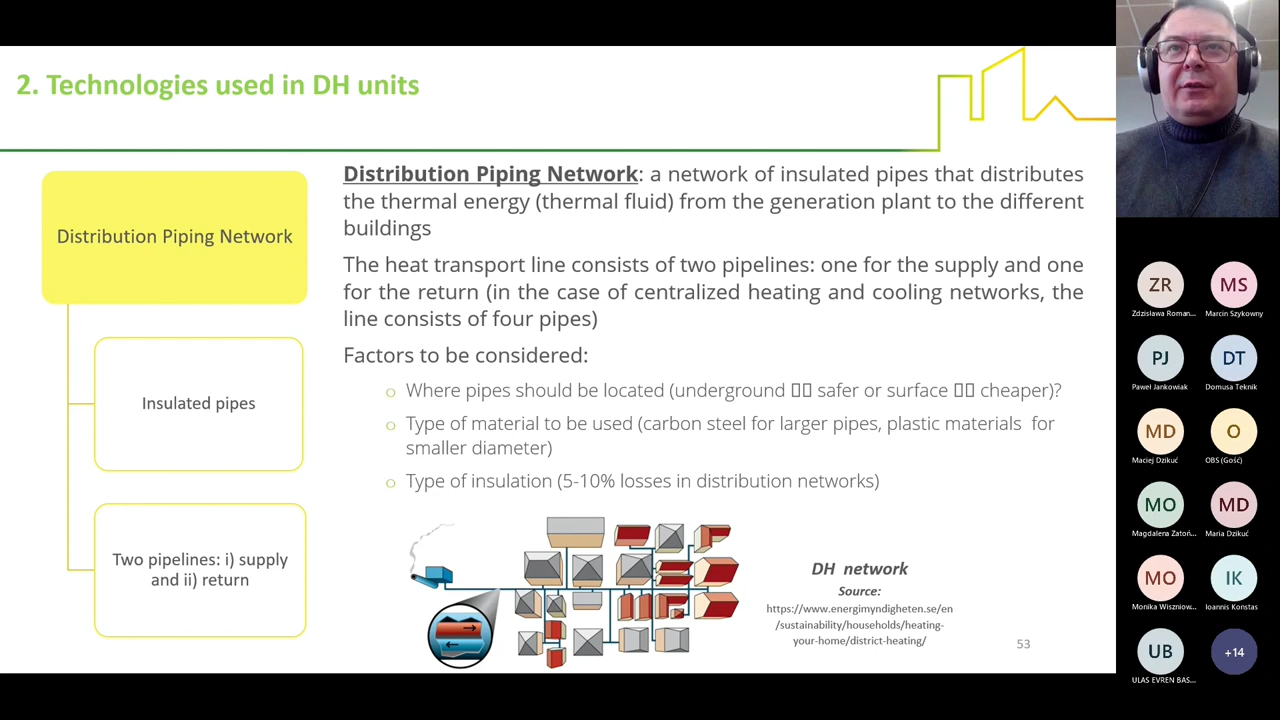 2. Technologies used in DH units
Distribution Piping Network
Insulated pipes
Two pipelines: i) supply
and ii) return
Distribution Piping Network: a network of insulated pipes that distributes
the thermal energy (thermal fluid) from the generation plant to the different
buildings
The heat transport line consists of two pipelines: one for the supply and one
for the return (in the case of centralized heating and cooling networks, the
line consists of four pipes)
Factors to be considered:
Where pipes should be located (underground ▯▯ safer or surface ▯▯ cheaper)?
Type of material to be used (carbon steel for larger pipes, plastic materials for
smaller diameter)
Type of insulation (5-10% losses in distribution networks)
DH network
Source:
https://www.energimyndigheten.se/en
/sustainability/households/heating-
your-home/district-heating/
53
ZR
Zdzisława Roman...
MS
Marcin Szykowny
PJ
Paweł Jankowiak
DT
Domusa Teknik
MD
Maciej Dzikuć
O
OBS (Gość)
MO
Magdalena Zatoń...
MD
Maria Dzikuć
MO
Monika Wiszniow...
IK
Ioannis Konstas
UB
ULAS EVREN BAS...
+14